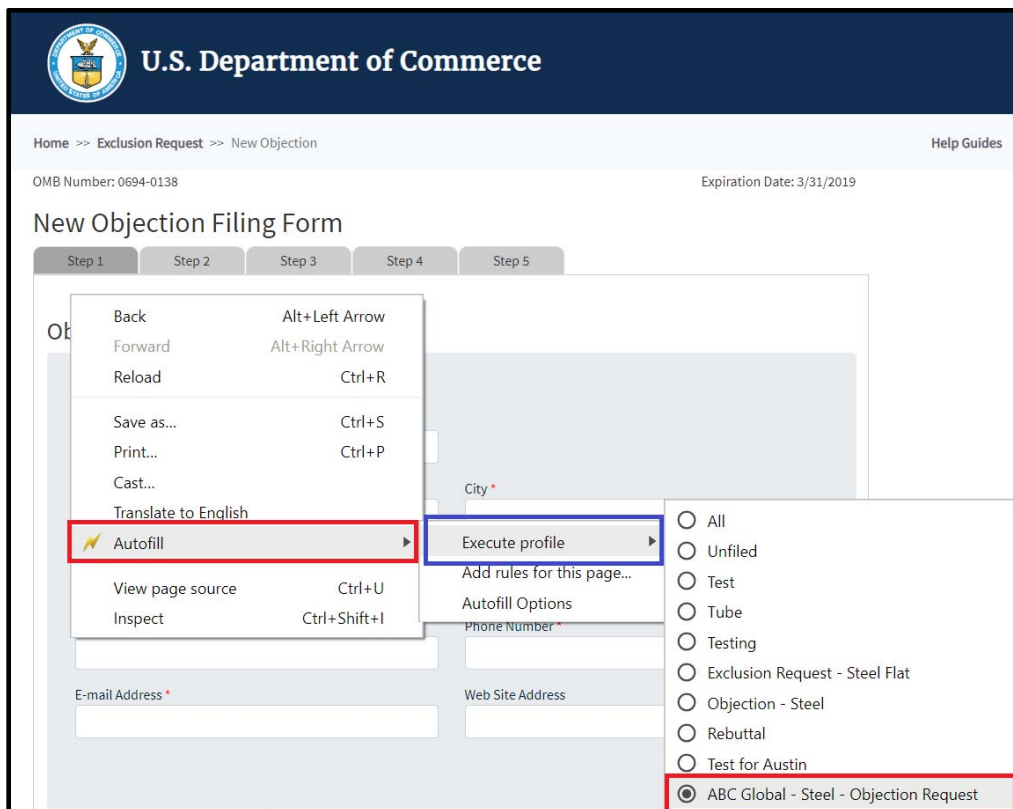 U.S. Department of Commerce
Home >> Exclusion Request >> New Objection Help Guides
OMB Number: 0694-0138 Expiration Date: 3/31/2019
New Objection Filing Form
Step 1 Step 2 Step 3 Step 4 Step 5
Ob
Back Alt+Left Arrow
Forward Alt+Right Arrow
Reload Ctrl+R
Save as... Ctrl+S
Print... Ctrl+P
Cast...
Translate to English
Autofill
View page source Ctrl+U
Inspect Ctrl+Shift+I
City *
Execute profile
Add rules for this page...
Autofill Options
Phone Number *
All
Unfiled
Test
Tube
Testing
Exclusion Request - Steel Flat
Objection - Steel
Rebuttal
Test for Austin
ABC Global - Steel - Objection Request
E-mail Address * Web Site Address